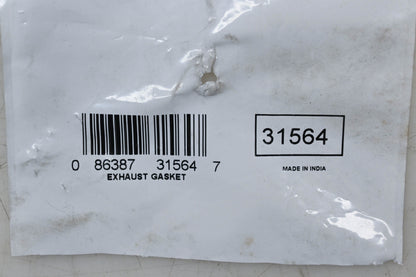 31564
0 86387 31564 7
EXHAUST GASKET
MADE IN INDIA